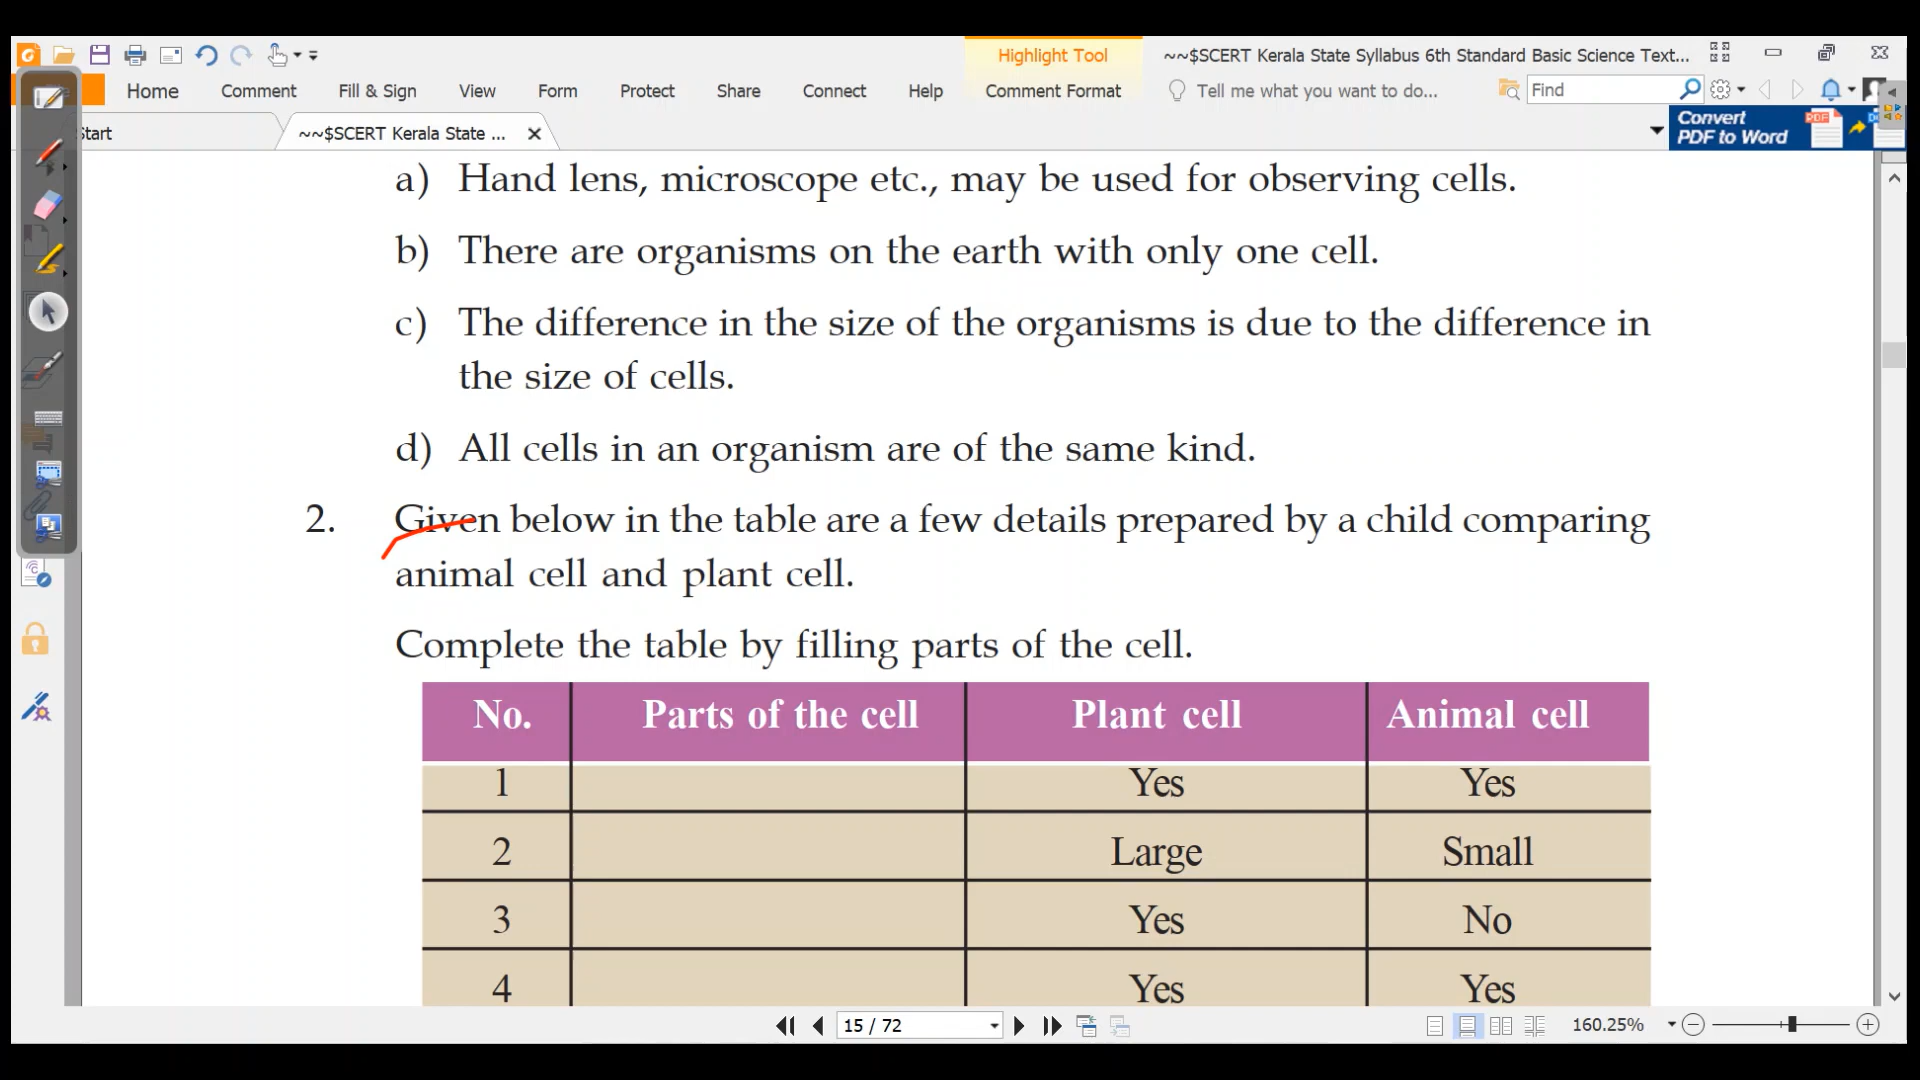 Highlight Tool
~~$SCERT Kerala State Syllabus 6th Standard Basic Science Text...
Home Comment Fill & Sign View Form Protect Share Connect Help Comment Format
Tell me what you want to do...
Find
Start
~~$SCERT Kerala State ...
Convert
PDF to Word
PDF
a) Hand lens, microscope etc., may be used for observing cells.
b) There are organisms on the earth with only one cell.
c) The difference in the size of the organisms is due to the difference in
the size of cells.
d) All cells in an organism are of the same kind.
2. Given below in the table are a few details prepared by a child comparing
animal cell and plant cell.
Complete the table by filling parts of the cell.
No. Parts of the cell Plant cell Animal cell
1 Yes Yes
2 Large Small
3 Yes No
4 Yes Yes
15 / 72
160.25%